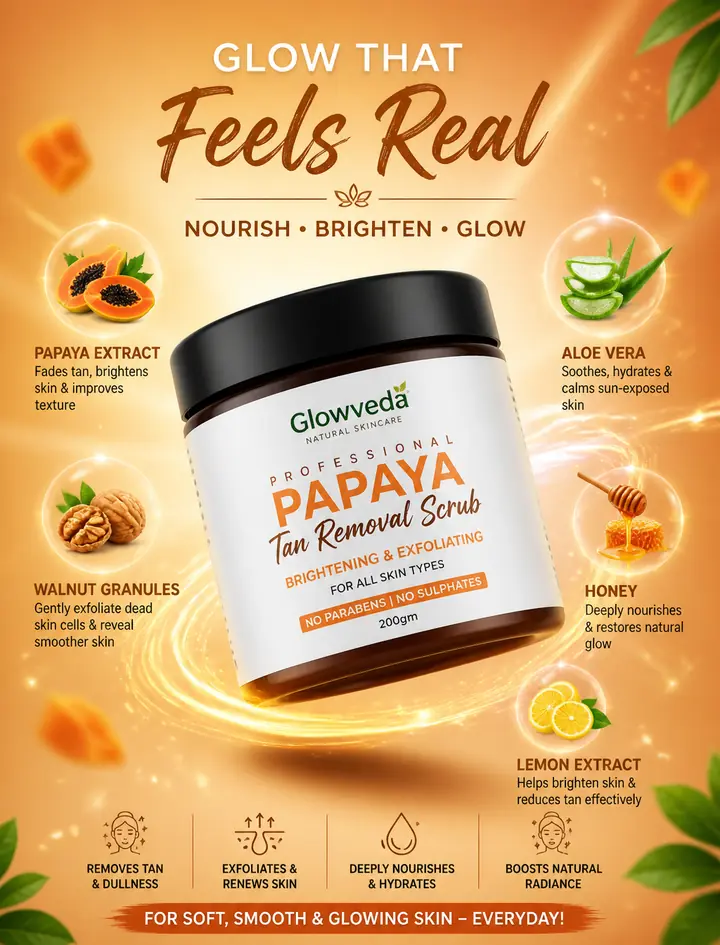 GLOW THAT
Feels Real
NOURISH • BRIGHTEN • GLOW
PAPAYA EXTRACT
Fades tan, brightens
skin & improves
texture
ALOE VERA
Soothes, hydrates &
calms sun-exposed
skin
Glowveda
NATURAL SKINCARE
PROFESSIONAL
PAPAYA
Tan Removal Scrub
BRIGHTENING & EXFOLIATING
FOR ALL SKIN TYPES
NO PARABENS | NO SULPHATES
200gm
WALNUT GRANULES
Gently exfoliate dead
skin cells & reveal
smoother skin
HONEY
Deeply nourishes
& restores natural
glow
LEMON EXTRACT
Helps brighten skin &
reduces tan effectively
REMOVES TAN
& DULLNESS
EXFOLIATES &
RENEWS SKIN
DEEPLY NOURISHES
& HYDRATES
BOOSTS NATURAL
RADIANCE
FOR SOFT, SMOOTH & GLOWING SKIN – EVERYDAY!